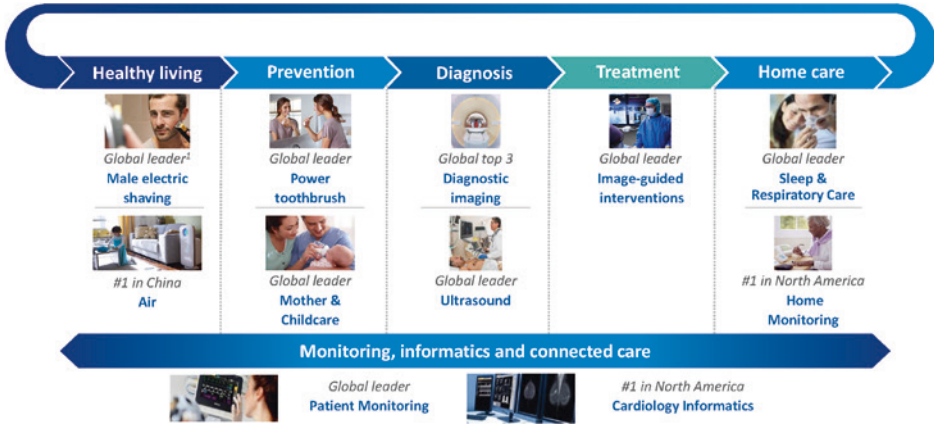 Healthy living
Prevention
Diagnosis
Treatment
Home care
Global leader¹
Male electric
shaving
#1 in China
Air
Global leader
Power
toothbrush
Global leader
Mother &
Childcare
Global top 3
Diagnostic
imaging
Global leader
Ultrasound
Global leader
Image-guided
interventions
Global leader
Sleep &
Respiratory Care
#1 in North America
Home
Monitoring
Monitoring, informatics and connected care
Global leader
Patient Monitoring
#1 in North America
Cardiology Informatics